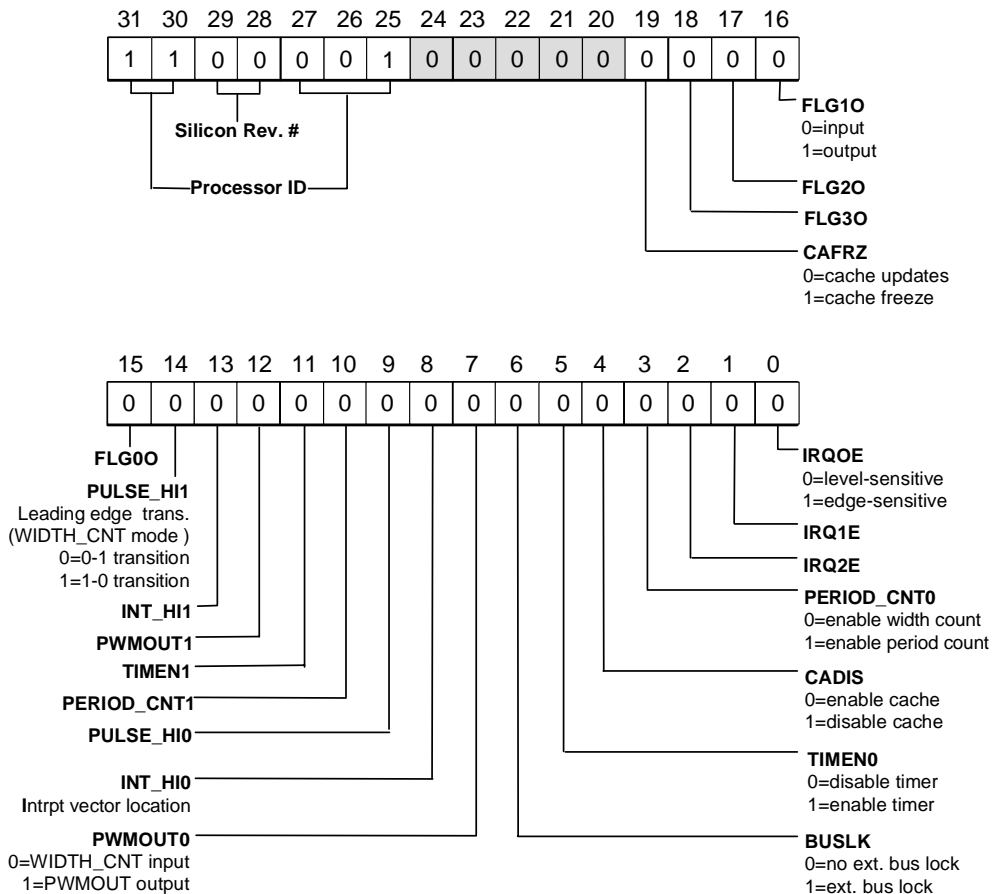 31 30 29 28 27 26 25 24 23 22 21 20 19 18 17 16
1 1 0 0 0 0 1 0 0 0 0 0 0 0 0 0
Silicon Rev. #
Processor ID
FLG1O
0=input
1=output
FLG2O
FLG3O
CAFRZ
0=cache updates
1=cache freeze
15 14 13 12 11 10 9 8 7 6 5 4 3 2 1 0
0 0 0 0 0 0 0 0 0 0 0 0 0 0 0 0
FLG0O
PULSE_HI1
Leading edge trans.
(WIDTH_CNT mode )
0=0-1 transition
1=1-0 transition
INT_HI1
PWMOUT1
TIMEN1
PERIOD_CNT1
PULSE_HI0
INT_HI0
Intrpt vector location
PWMOUT0
0=WIDTH_CNT input
1=PWMOUT output
IRQOE
0=level-sensitive
1=edge-sensitive
IRQ1E
IRQ2E
PERIOD_CNT0
0=enable width count
1=enable period count
CADIS
0=enable cache
1=disable cache
TIMEN0
0=disable timer
1=enable timer
BUSLK
0=no ext. bus lock
1=ext. bus lock